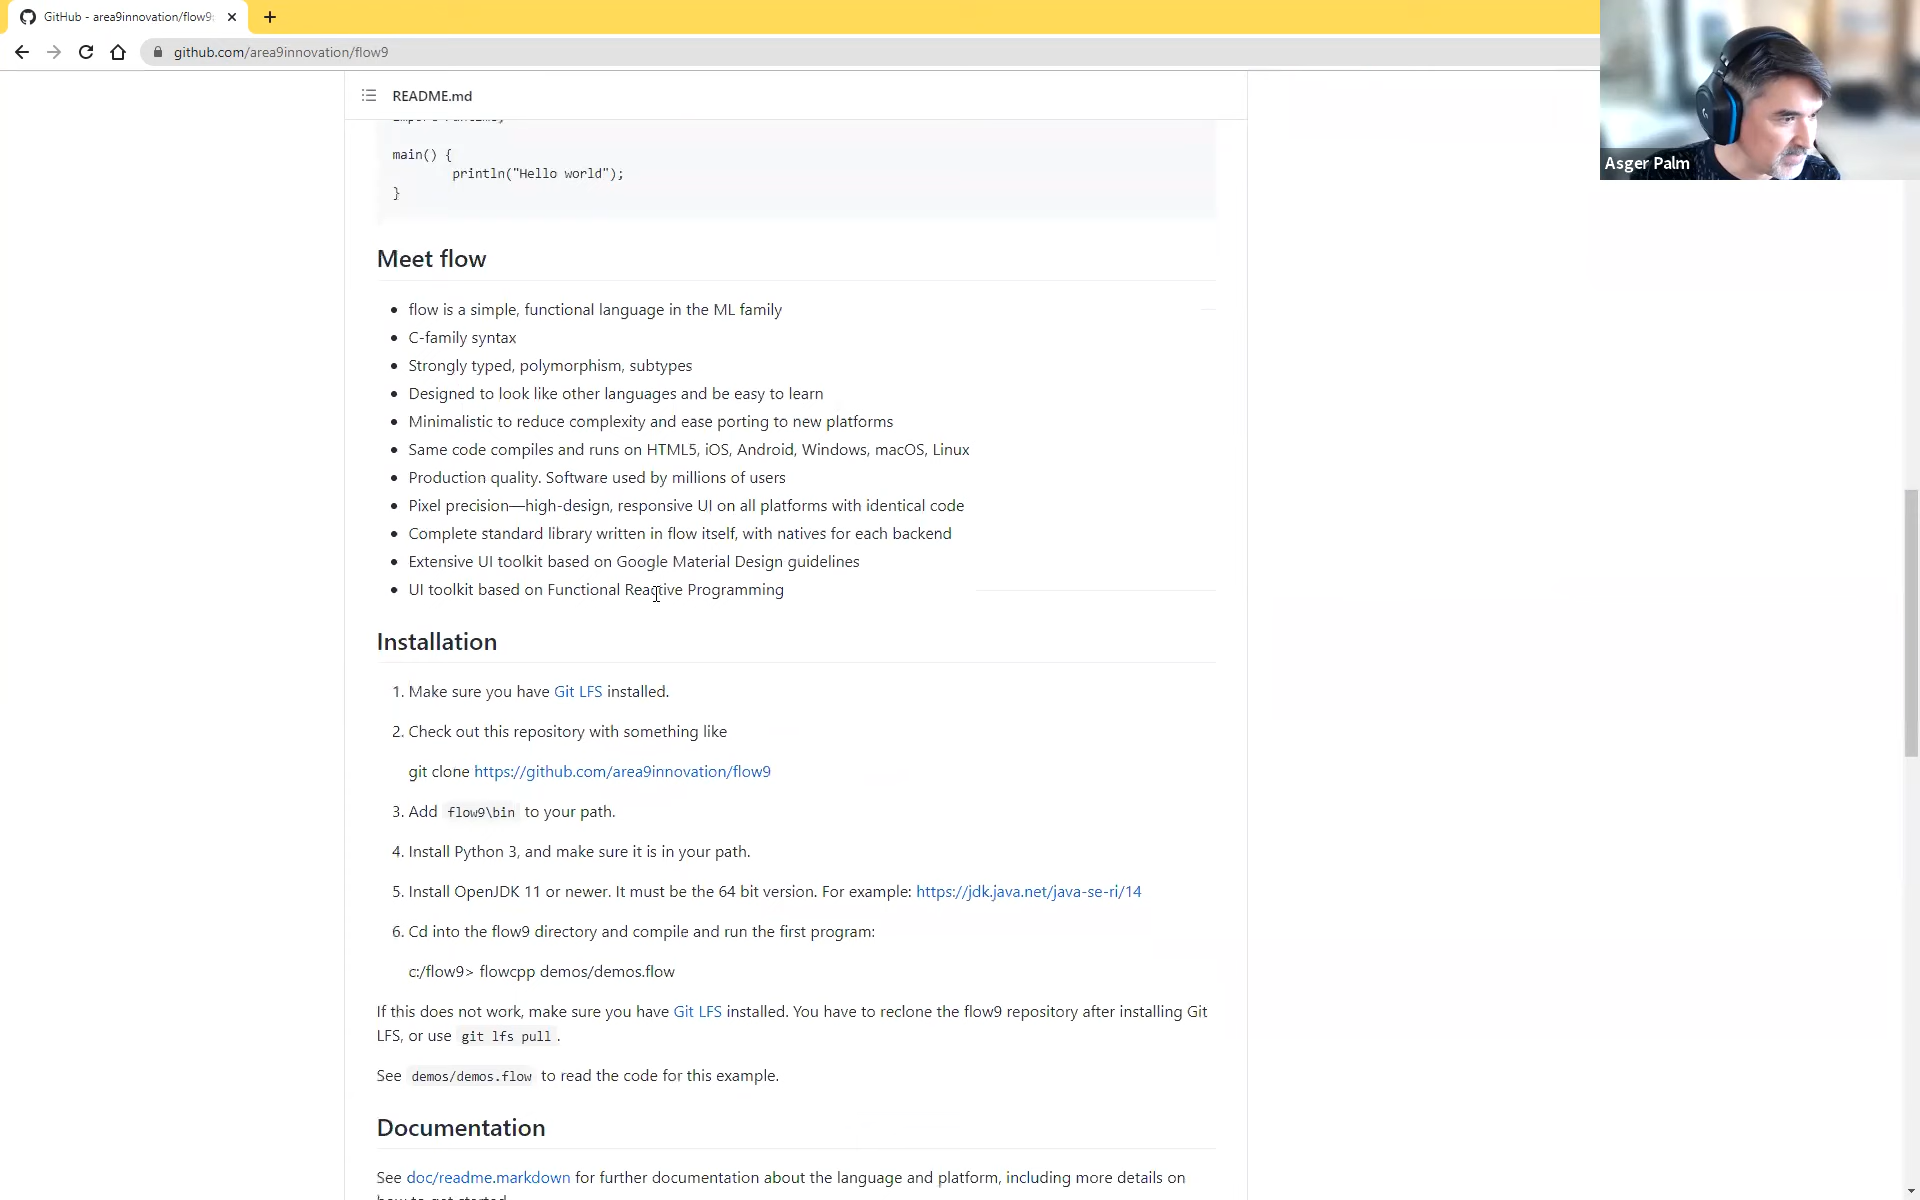 GitHub - area9innovation/flow9:
github.com/area9innovation/flow9
Asger Palm
README.md
import runtime;
main() {
println("Hello world");
}
Meet flow
flow is a simple, functional language in the ML family
C-family syntax
Strongly typed, polymorphism, subtypes
Designed to look like other languages and be easy to learn
Minimalistic to reduce complexity and ease porting to new platforms
Same code compiles and runs on HTML5, iOS, Android, Windows, macOS, Linux
Production quality. Software used by millions of users
Pixel precision—high-design, responsive UI on all platforms with identical code
Complete standard library written in flow itself, with natives for each backend
Extensive UI toolkit based on Google Material Design guidelines
UI toolkit based on Functional Reactive Programming
Installation
1. Make sure you have Git LFS installed.
2. Check out this repository with something like
git clone https://github.com/area9innovation/flow9
3. Add flow9\bin to your path.
4. Install Python 3, and make sure it is in your path.
5. Install OpenJDK 11 or newer. It must be the 64 bit version. For example: https://jdk.java.net/java-se-ri/14
6. Cd into the flow9 directory and compile and run the first program:
c:/flow9> flowcpp demos/demos.flow
If this does not work, make sure you have Git LFS installed. You have to reclone the flow9 repository after installing Git
LFS, or use git lfs pull.
See demos/demos.flow to read the code for this example.
Documentation
See doc/readme.markdown for further documentation about the language and platform, including more details on
how to get started